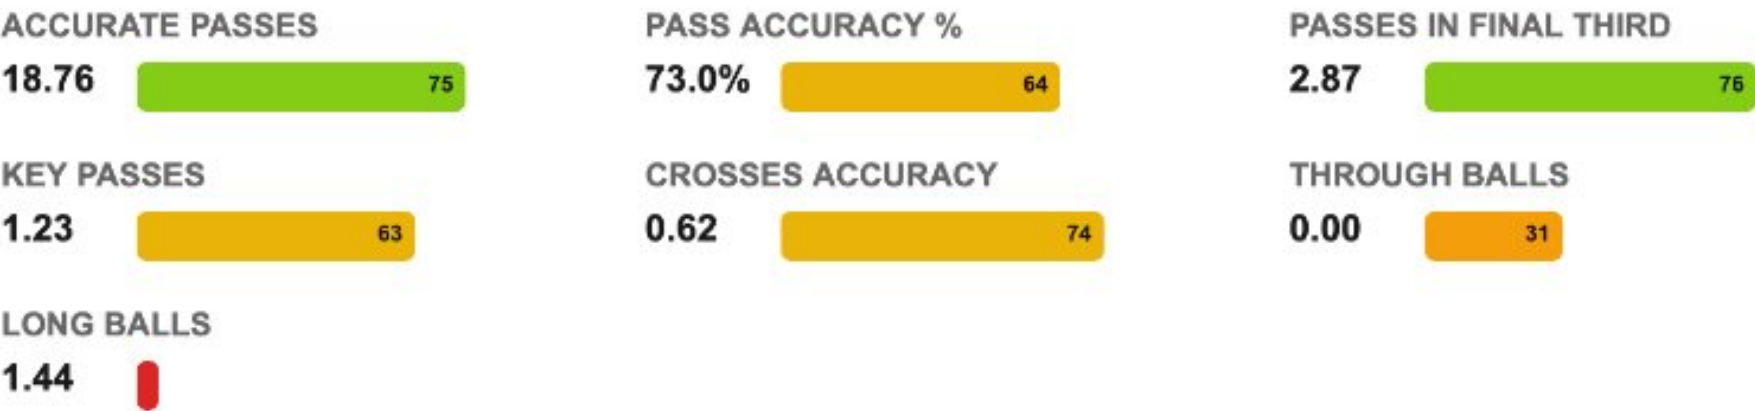 ACCURATE PASSES
18.76 75
PASS ACCURACY %
73.0% 64
PASSES IN FINAL THIRD
2.87 76
KEY PASSES
1.23 63
CROSSES ACCURACY
0.62 74
THROUGH BALLS
0.00 31
LONG BALLS
1.44